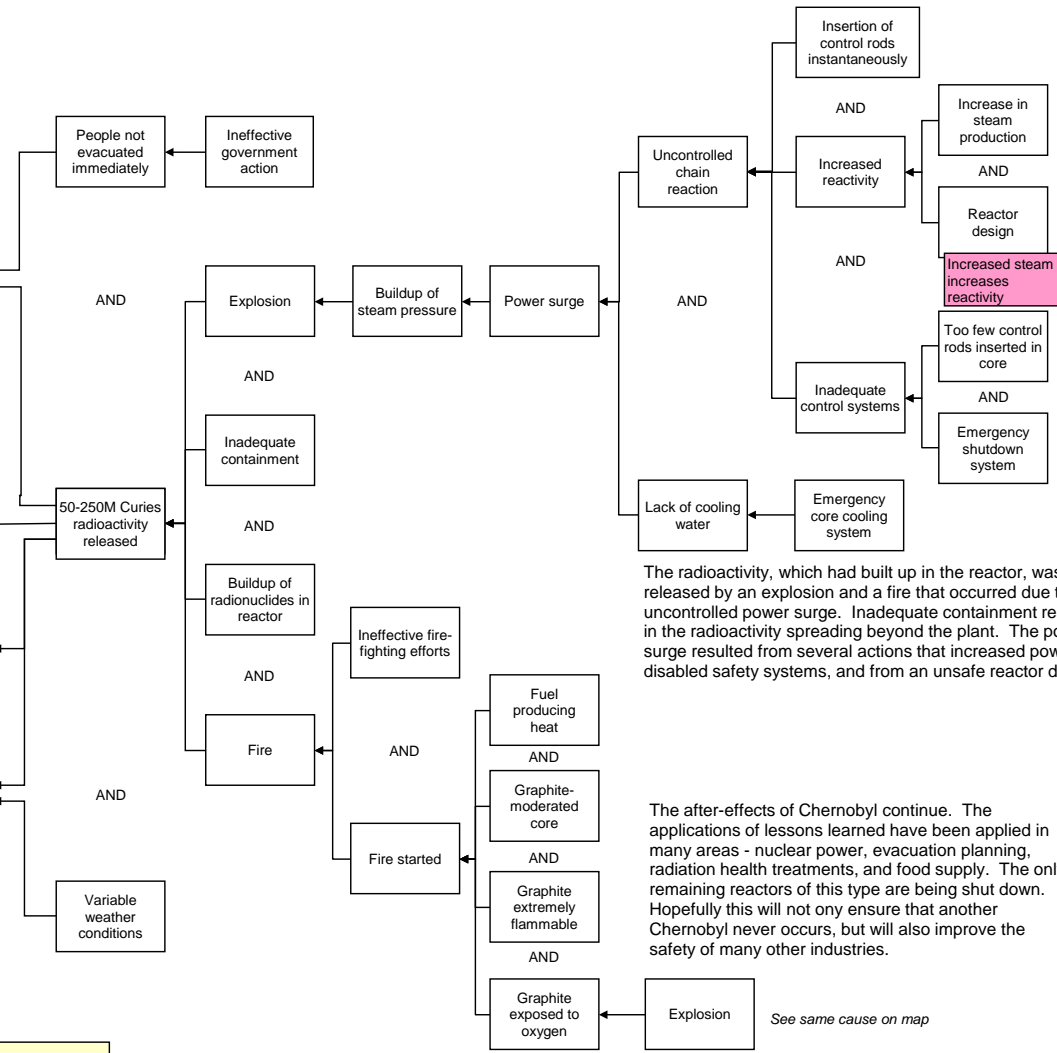 Insertion of
control rods
instantaneously
AND
Increase in
steam
production
People not
evacuated
immediately
Ineffective
government
action
Uncontrolled
chain
reaction
Increased
reactivity
AND
Reactor
design
AND
Increased steam
increases
reactivity
AND
Explosion
Buildup of
steam pressure
Power surge
AND
Too few control
rods inserted in
core
AND
Inadequate
control systems
AND
Emergency
shutdown
system
Inadequate
containment
50-250M Curies
radioactivity
released
AND
Lack of cooling
water
Emergency
core cooling
system
Buildup of
radionuclides in
reactor
The radioactivity, which had built up in the reactor, was
released by an explosion and a fire that occurred due
uncontrolled power surge.  Inadequate containment
in the radioactivity spreading beyond the plant.  The
surge resulted from several actions that increased
disabled safety systems, and from an unsafe reactor
Ineffective fire-
fighting efforts
AND
Fuel
producing
heat
Fire
AND
AND
Graphite-
moderated
core
AND
AND
Fire started
Graphite
extremely
flammable
The after-effects of Chernobyl continue.  The
applications of lessons learned have been applied in
many areas - nuclear power, evacuation planning,
radiation health treatments, and food supply.  The
remaining reactors of this type are being shut down.
Hopefully this will not ony ensure that another
Chernobyl never occurs, but will also improve the
safety of many other industries.
Variable
weather
conditions
AND
Graphite
exposed to
oxygen
Explosion
See same cause on map